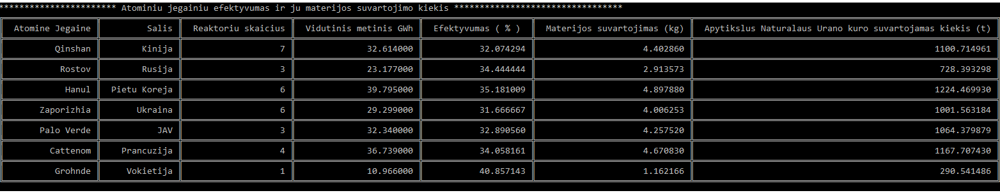 *********************** Atominiu jegainiu efektyvumas ir ju materijos suvartojimo kiekis *********************************
Atomine Jegaine Salis Reaktoriu skaicius Vidutinis metinis GWh Efektyvumas ( % ) Materijos suvartojimas (kg) Apytikslus Naturalaus Urano kuro suvartojamas kiekis (t)
Qinshan Kinija 7 32.614000 32.074294 4.402860 1100.714961
Rostov Rusija 3 23.177000 34.444444 2.913573 728.393298
Hanul Pietu Koreja 6 39.795000 35.181009 4.897880 1224.469930
Zaporizhia Ukraina 6 29.299000 31.666667 4.006253 1001.563184
Palo Verde JAV 3 32.340000 32.890560 4.257520 1064.379879
Cattenom Prancuzija 4 36.739000 34.058161 4.670830 1167.707430
Grohnde Vokietija 1 10.966000 40.857143 1.162166 290.541486